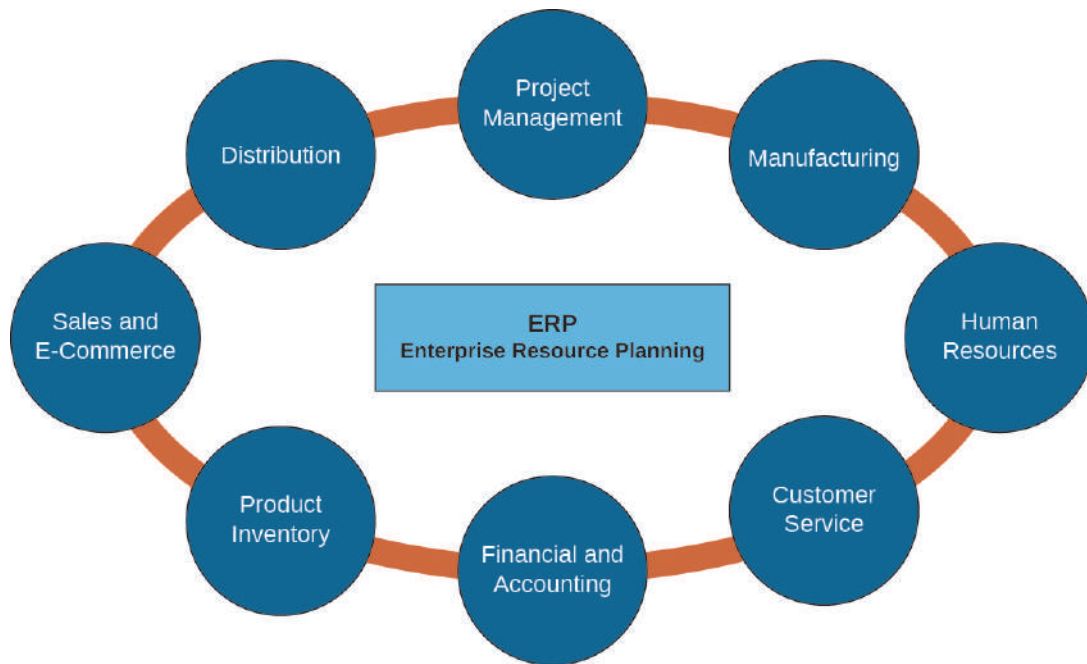 Project
Management
Distribution
Manufacturing
Sales and
E-Commerce
ERP
Enterprise Resource Planning
Human
Resources
Product
Inventory
Financial and
Accounting
Customer
Service